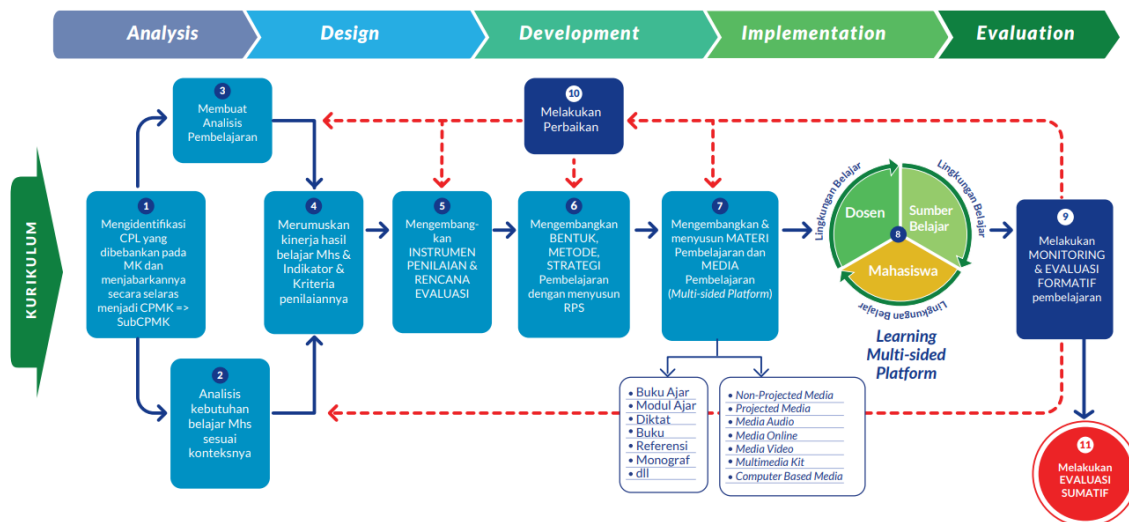 Analysis
Design
Development
Implementation
Evaluation
KURIKULUM
1
Mengidentifikasi
CPL yang
dibebankan pada
MK dan
menjabarkannya
secara selaras
menjadi CPMK =>
SubCPMK
3
Membuat
Analisis
Pembelajaran
2
Analisis
kebutuhan
belajar Mhs
sesuai
konteksnya
4
Merumuskan
kinerja hasil
belajar Mhs &
Indikator &
Kriteria
penilaiannya
5
Mengembang-
kan
INSTRUMEN
PENILAIAN &
RENCANA
EVALUASI
10
Melakukan
Perbaikan
6
Mengembangkan
BENTUK,
METODE,
STRATEGI
Pembelajaran
dengan menyusun
RPS
7
Mengembangkan &
menyusun MATERI
Pembelajaran dan
MEDIA
Pembelajaran
(Multi-sided Platform)
• Buku Ajar
• Modul Ajar
• Diktat
• Buku
• Referensi
• Monograf
• dll
• Non-Projected Media
• Projected Media
• Media Audio
• Media Online
• Media Video
• Multimedia Kit
• Computer Based Media
Lingkungan Belajar
Lingkungan Belajar
Lingkungan Belajar
Dosen
Sumber
Belajar
8
Mahasiswa
Learning
Multi-sided
Platform
9
Melakukan
MONITORING
& EVALUASI
FORMATIF
pembelajaran
11
Melakukan
EVALUASI
SUMATIF